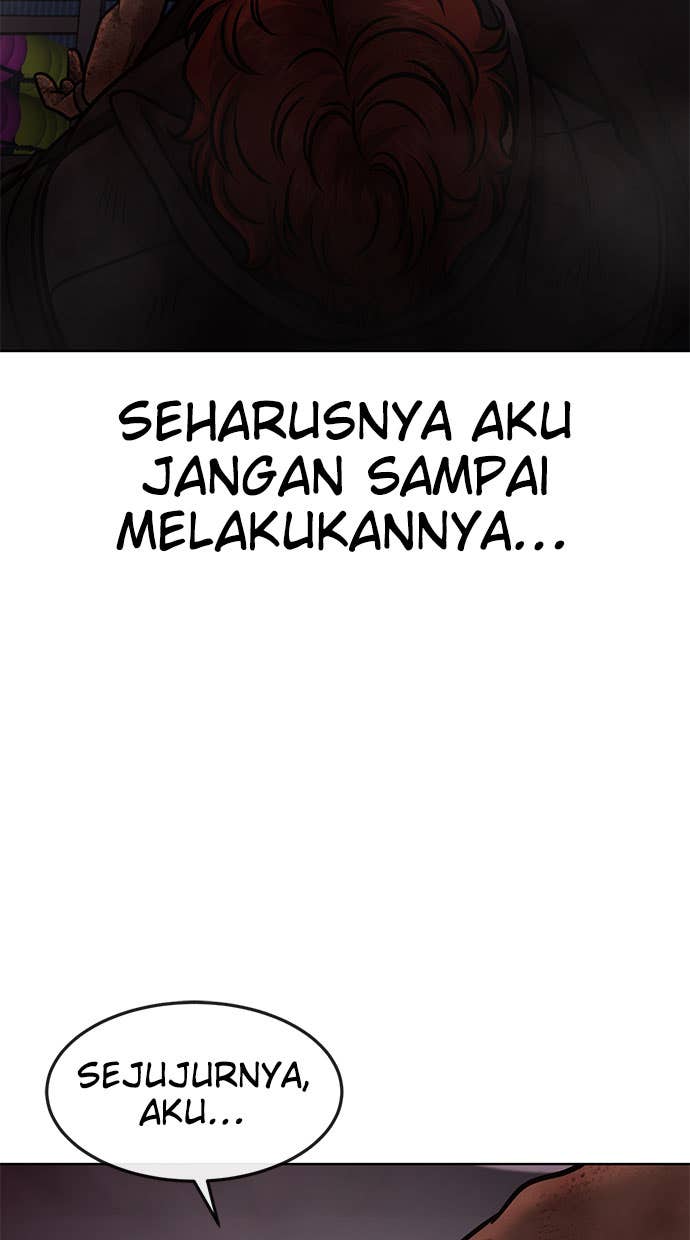 SEHARUSNYA AKU
JANGAN SAMPAI
MELAKUKANNYA...
SEJUJURNYA,
AKU...